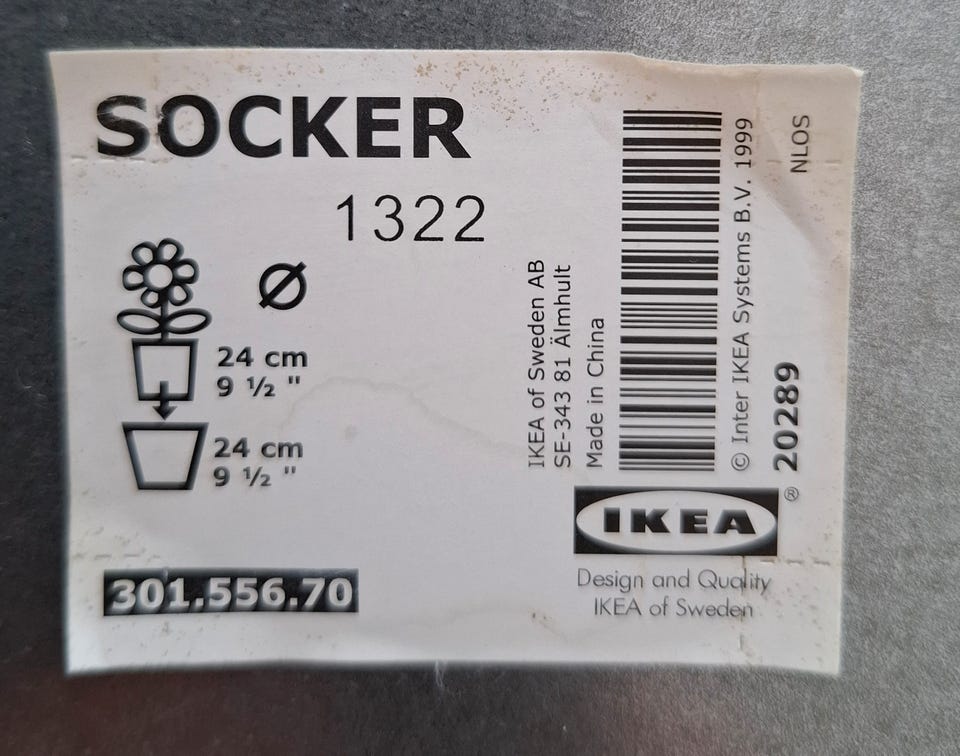 SOCKER
1322
Ø
24 cm
9 ½ "
24 cm
9 ½ "
301.556.70
IKEA of Sweden AB
SE-343 81 Älmhult
Made in China
© Inter IKEA Systems B.V. 1999
20289
NLOS
IKEA ®
Design and Quality
IKEA of Sweden